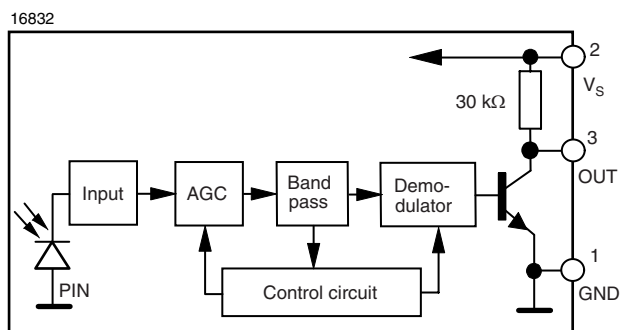 16832
2
V_S
30 kΩ
3
OUT
Input
AGC
Band
pass
Demo-
dulator
1
GND
PIN
Control circuit